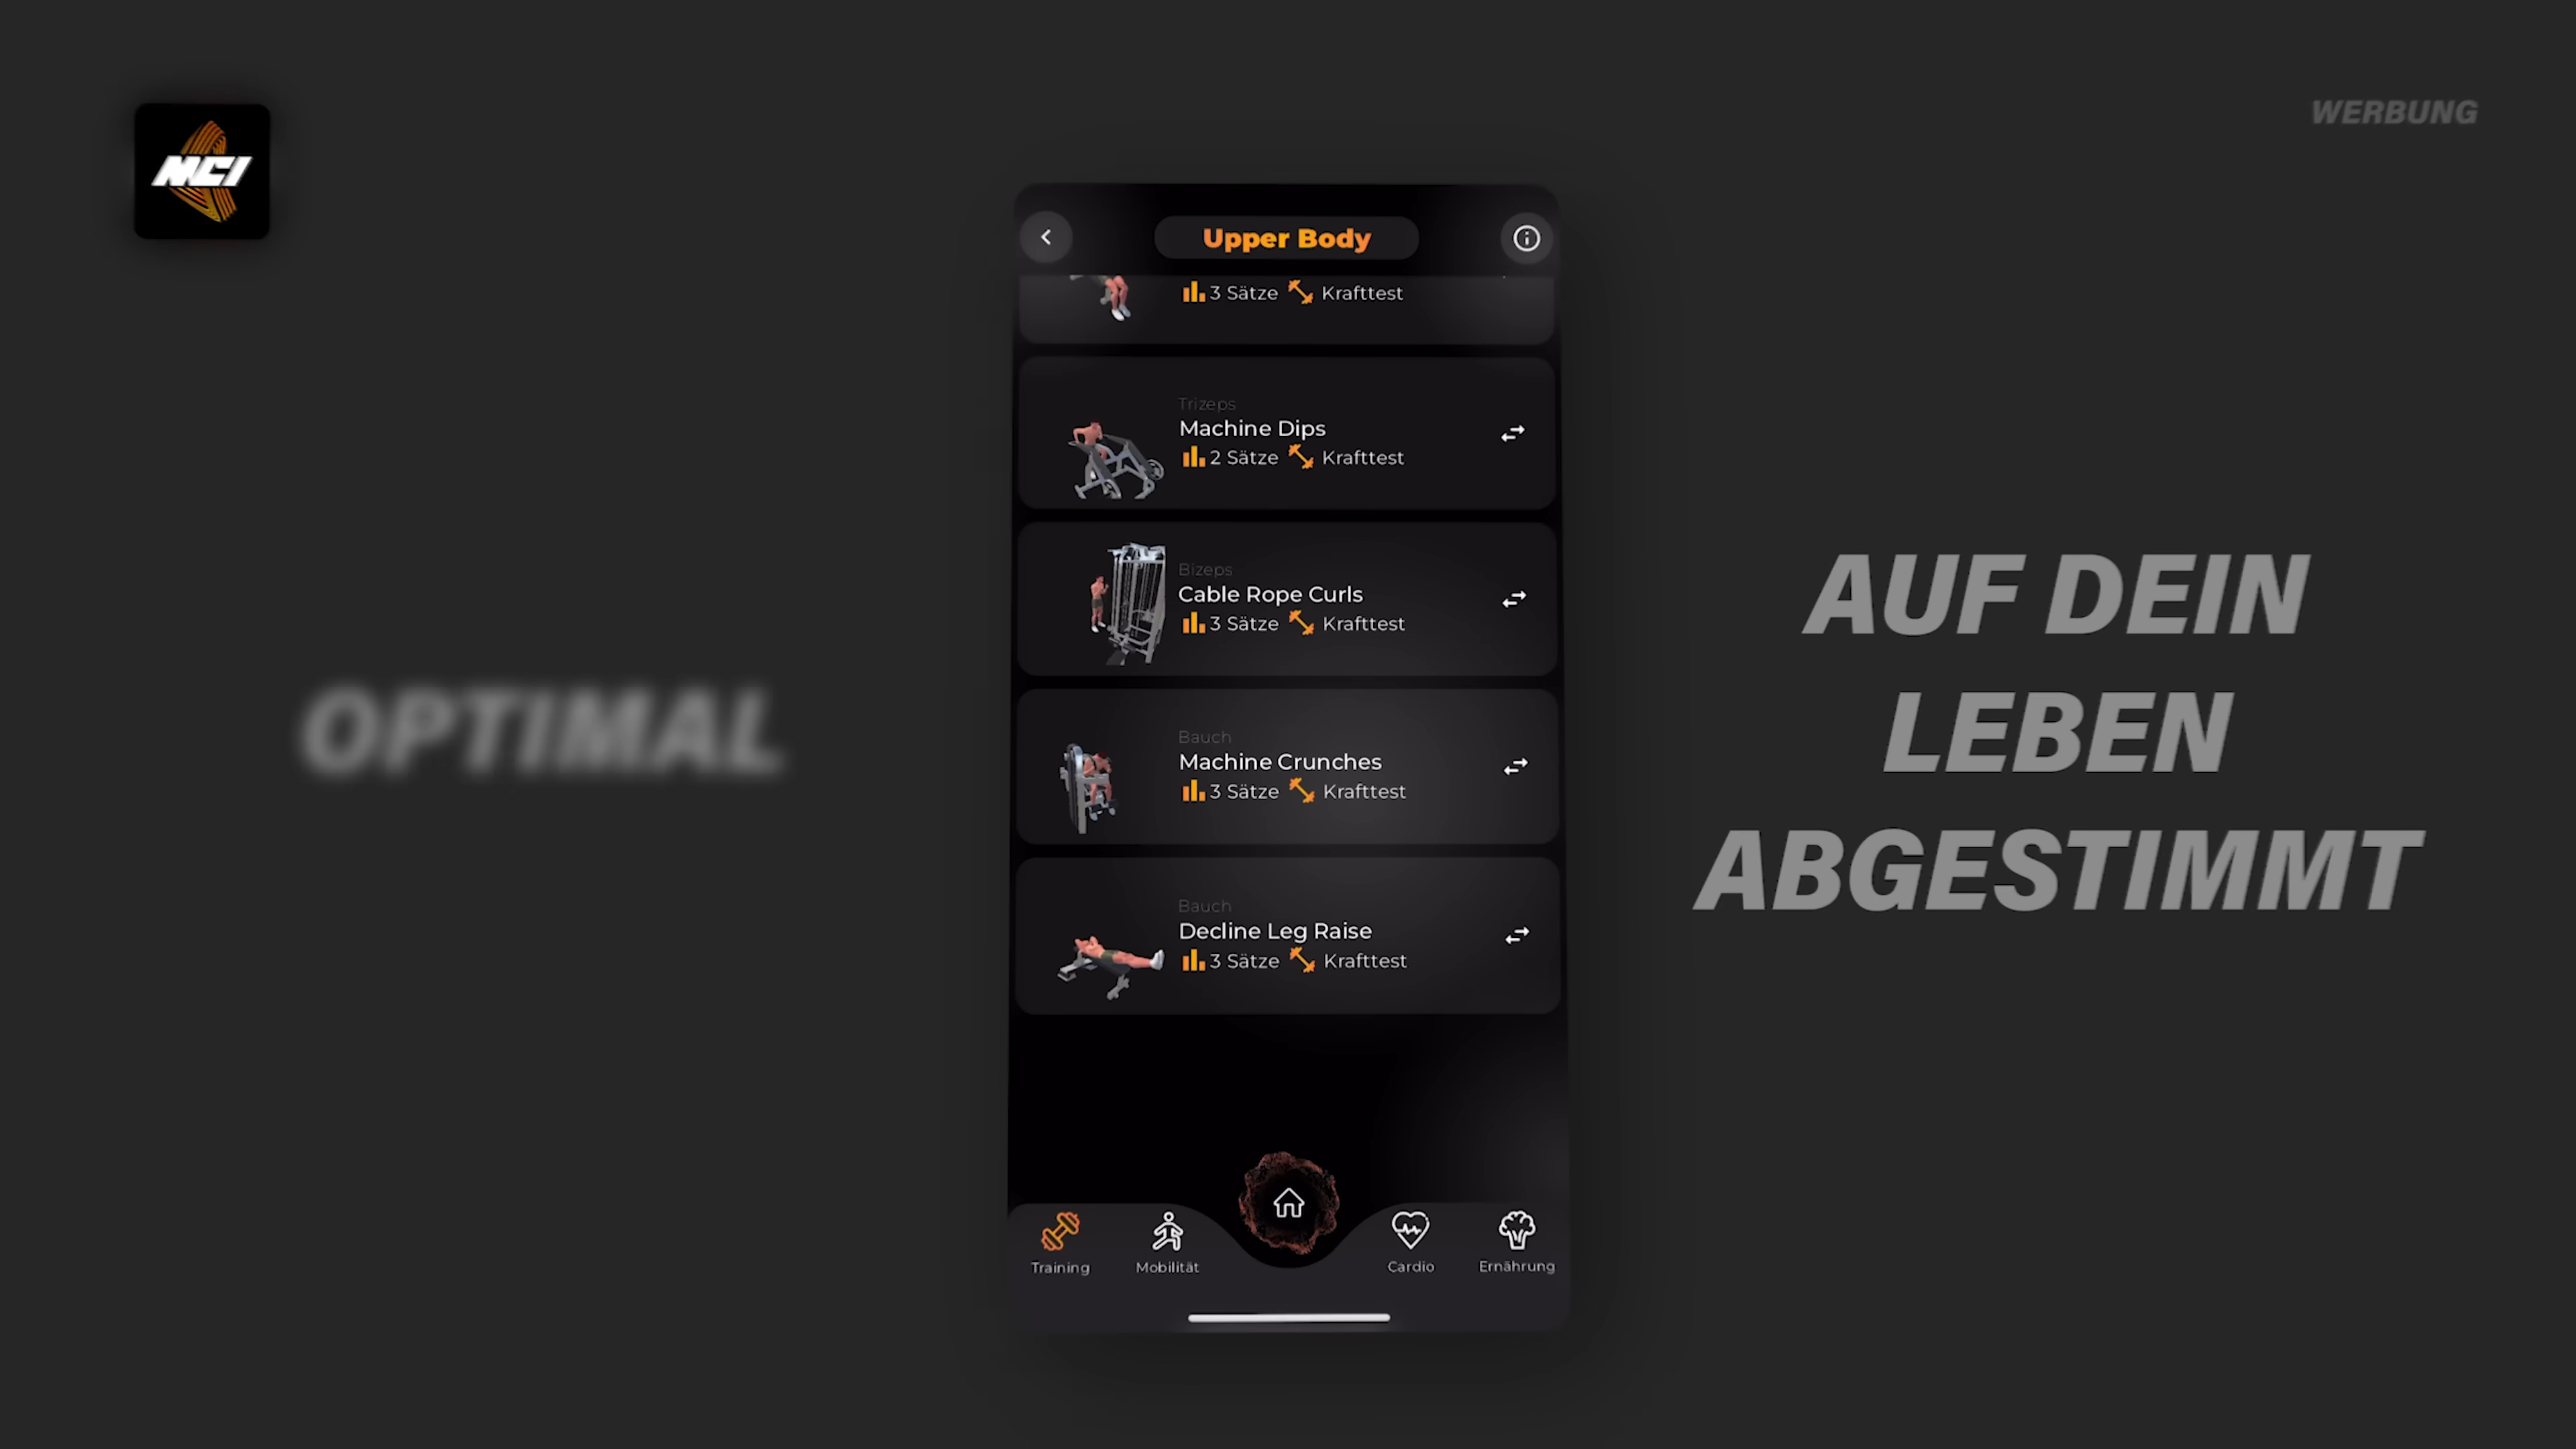 MCI
WERBUNG
Upper Body
3 Sätze Krafttest
Trizeps
Machine Dips
2 Sätze Krafttest
Bizeps
Cable Rope Curls
3 Sätze Krafttest
Bauch
Machine Crunches
3 Sätze Krafttest
Bauch
Decline Leg Raise
3 Sätze Krafttest
Training
Mobilität
Cardio
Ernährung
OPTIMAL
AUF DEIN
LEBEN
ABGESTIMMT